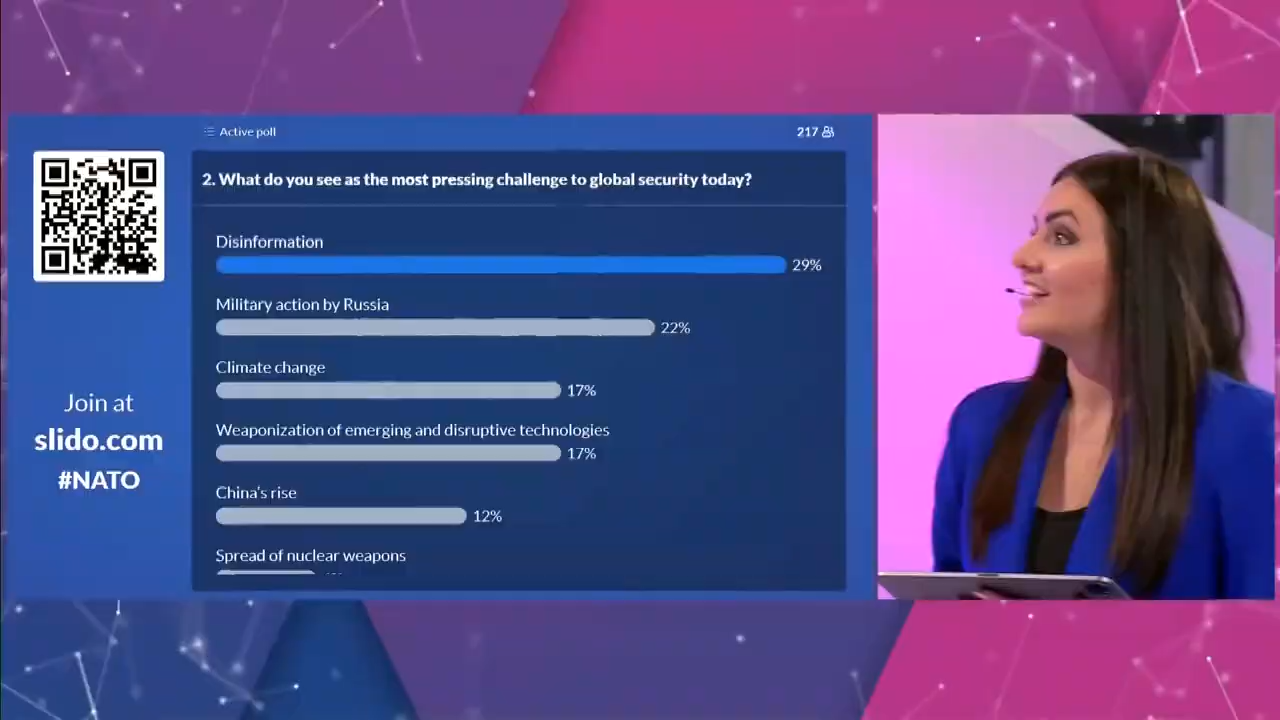 Active poll
217
2. What do you see as the most pressing challenge to global security today?
Disinformation
29%
Military action by Russia
22%
Climate change
17%
Weaponization of emerging and disruptive technologies
17%
China's rise
12%
Spread of nuclear weapons
Join at
slido.com
#NATO